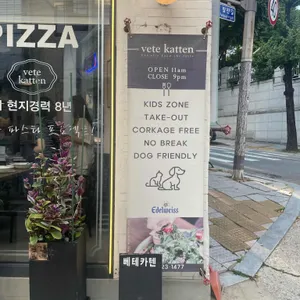 PIZZA
vete
katten
현지경력 8년
vete katten
OPEN 11am
CLOSE 9pm
KIDS ZONE
TAKE-OUT
CORKAGE FREE
NO BREAK
DOG FRIENDLY
Edelweiss
베테카텐
1477